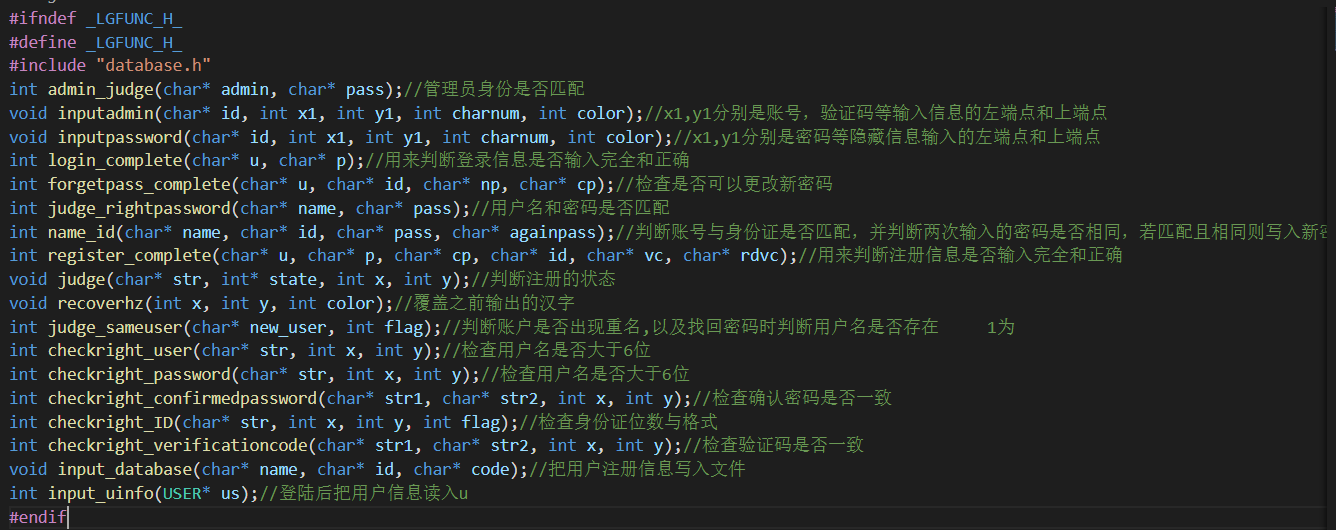 #ifndef _LGFUNC_H_
#define _LGFUNC_H_
#include "database.h"
int admin_judge(char* admin, char* pass);//管理员身份是否匹配
void inputadmin(char* id, int x1, int y1, int charnum, int color);//x1,y1分别是账号，验证码等输入信息的左端点和上端点
void inputpassword(char* id, int x1, int y1, int charnum, int color);//x1,y1分别是密码等隐藏信息输入的左端点和上端点
int login_complete(char* u, char* p);//用来判断登录信息是否输入完全和正确
int forgetpass_complete(char* u, char* id, char* np, char* cp);//检查是否可以更改新密码
int judge_rightpassword(char* name, char* pass);//用户名和密码是否匹配
int name_id(char* name, char* id, char* pass, char* againpass);//判断账号与身份证是否匹配，并判断两次输入的密码是否相同，若匹配且相同则写入新
int register_complete(char* u, char* p, char* cp, char* id, char* vc, char* rdvc);//用来判断注册信息是否输入完全和正确
void judge(char* str, int* state, int x, int y);//判断注册的状态
void recoverhz(int x, int y, int color);//覆盖之前输出的汉字
int judge_sameuser(char* new_user, int flag);//判断账户是否出现重名,以及找回密码时判断用户名是否存在     1为
int checkright_user(char* str, int x, int y);//检查用户名是否大于6位
int checkright_password(char* str, int x, int y);//检查用户名是否大于6位
int checkright_confirmedpassword(char* str1, char* str2, int x, int y);//检查确认密码是否一致
int checkright_ID(char* str, int x, int y, int flag);//检查身份证位数与格式
int checkright_verificationcode(char* str1, char* str2, int x, int y);//检查验证码是否一致
void input_database(char* name, char* id, char* code);//把用户注册信息写入文件
int input_uinfo(USER* us);//登陆后把用户信息读入u
#endif